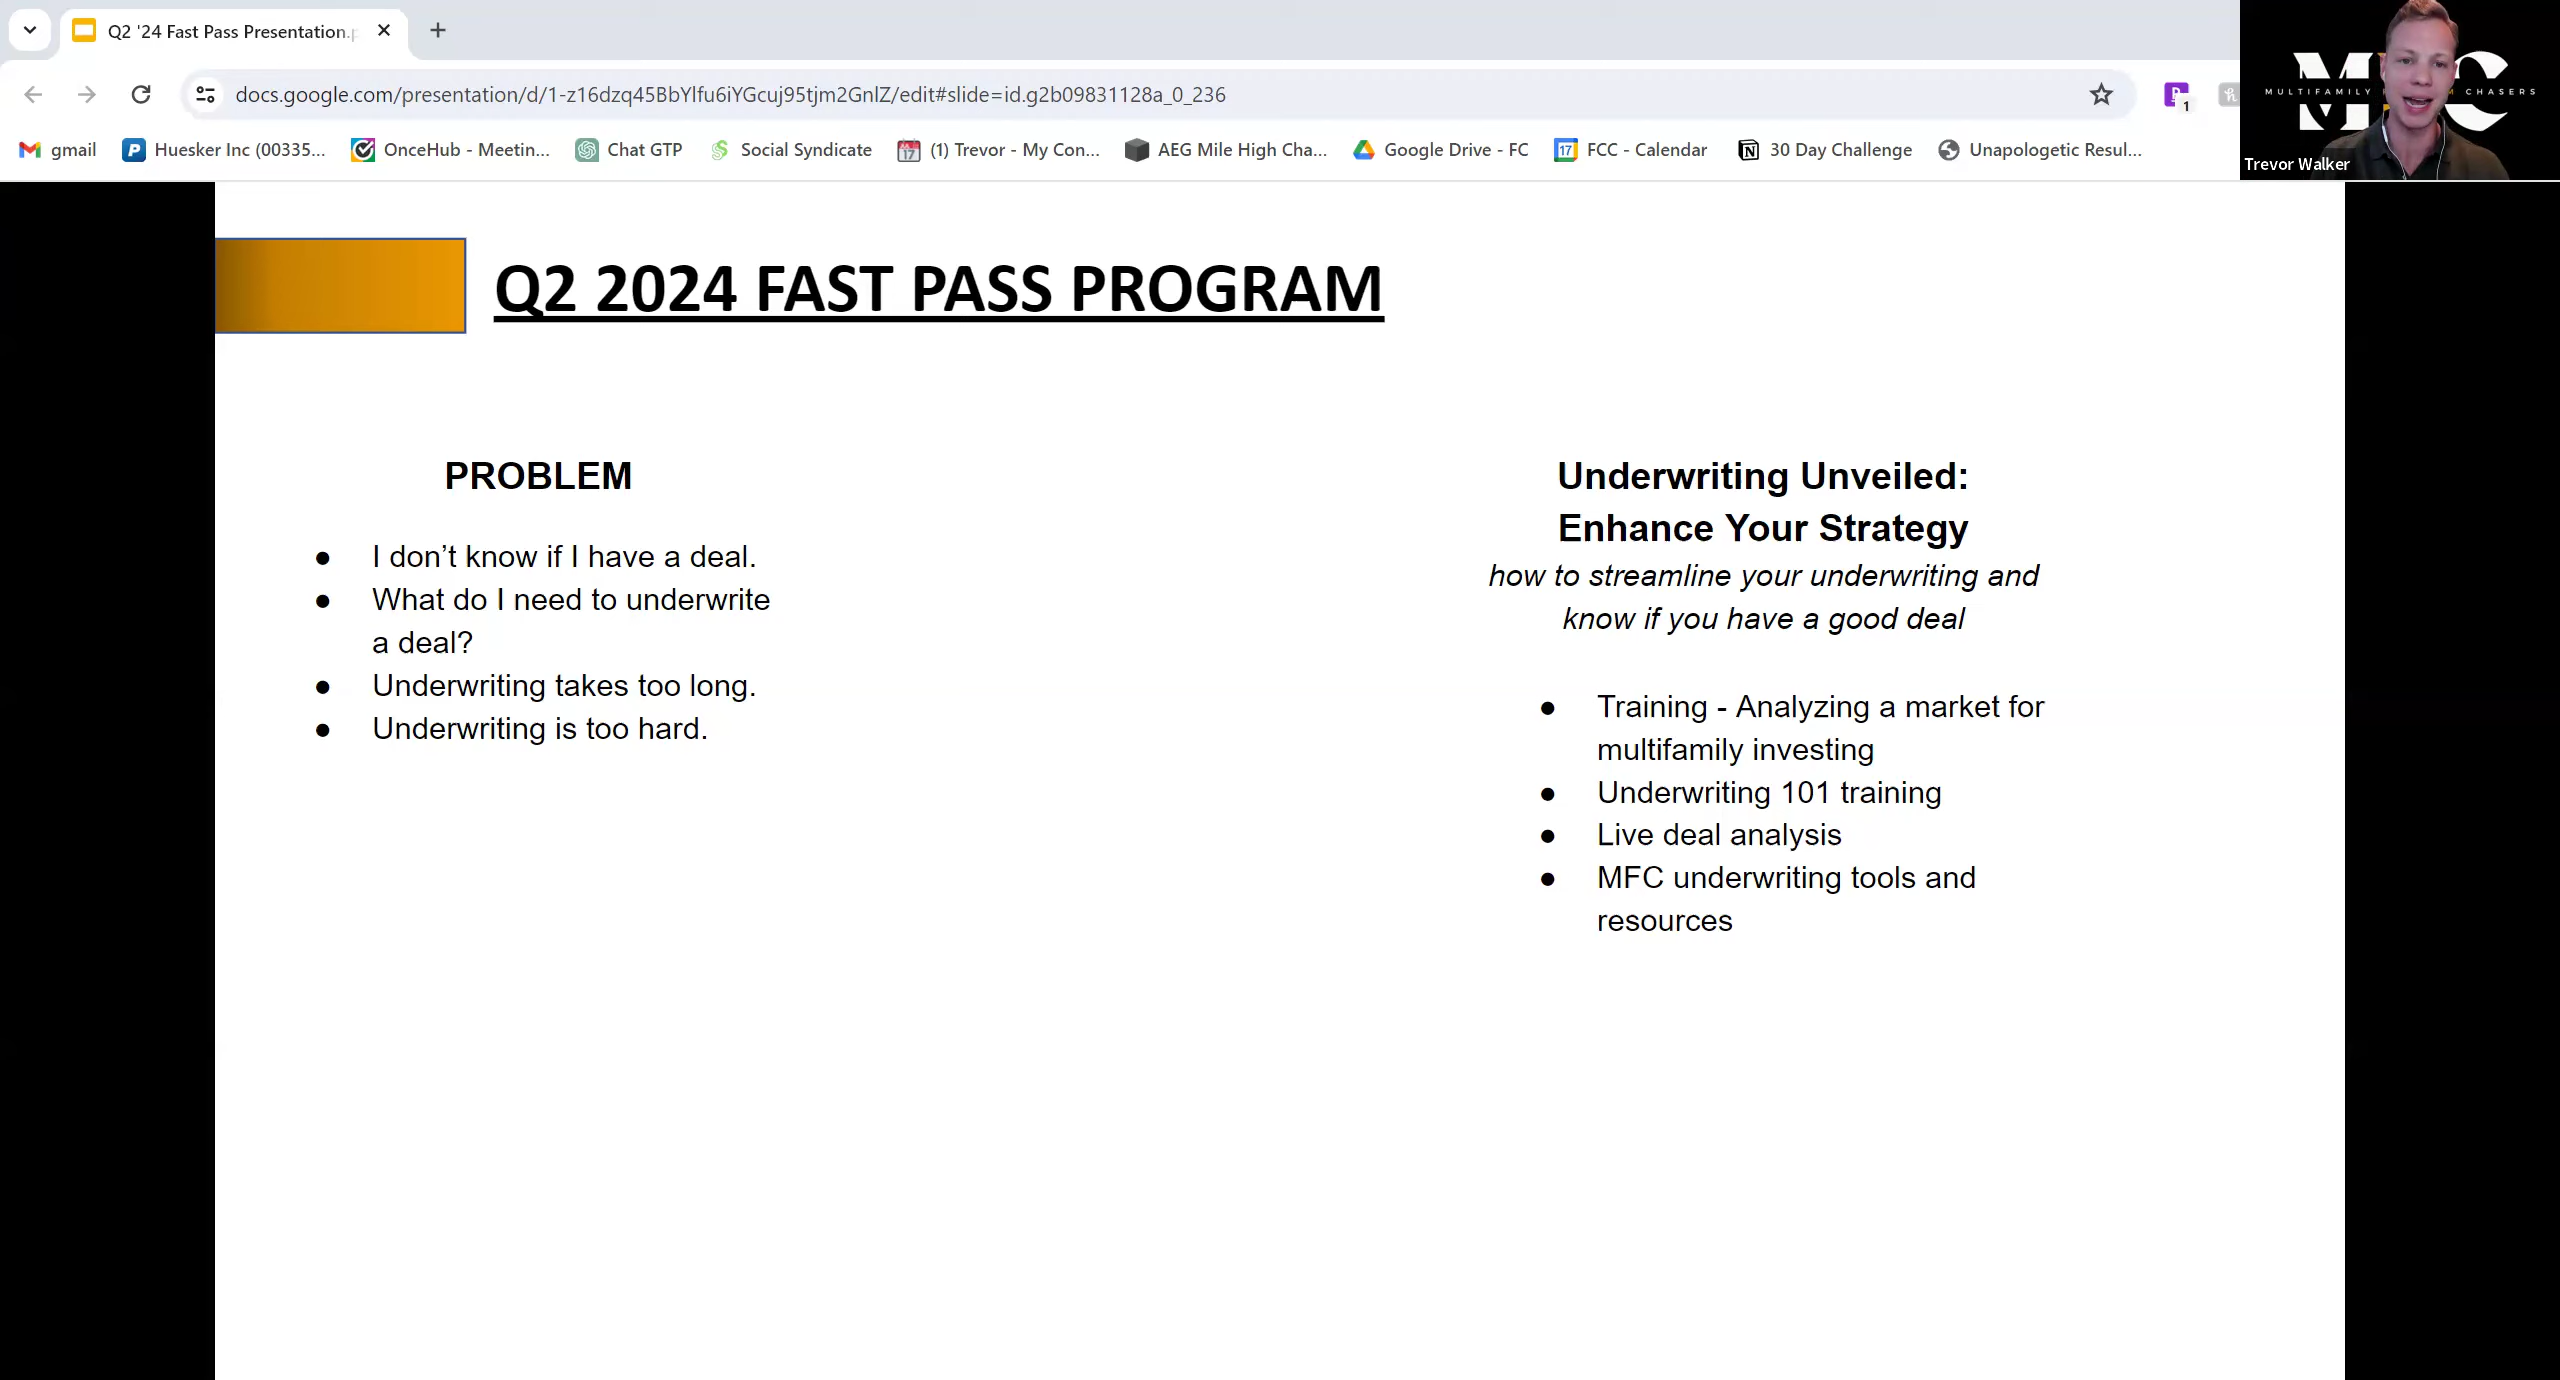 Q2 '24 Fast Pass Presentation.p
docs.google.com/presentation/d/1-z16dzq45BbYlfu6iYGcuj95tjm2GnlZ/edit#slide=id.g2b09831128a_0_236
1
gmail
Huesker Inc (00335...
OnceHub - Meetin...
Chat GTP
Social Syndicate
17
(1) Trevor - My Con...
AEG Mile High Cha...
Google Drive - FC
17
FCC - Calendar
30 Day Challenge
Unapologetic Resul...
MULTIFAMILY
CHASERS
Trevor Walker
Q2 2024 FAST PASS PROGRAM
PROBLEM
● I don’t know if I have a deal.
● What do I need to underwrite
a deal?
● Underwriting takes too long.
● Underwriting is too hard.
Underwriting Unveiled:
Enhance Your Strategy
how to streamline your underwriting and
know if you have a good deal
● Training - Analyzing a market for
multifamily investing
● Underwriting 101 training
● Live deal analysis
● MFC underwriting tools and
resources